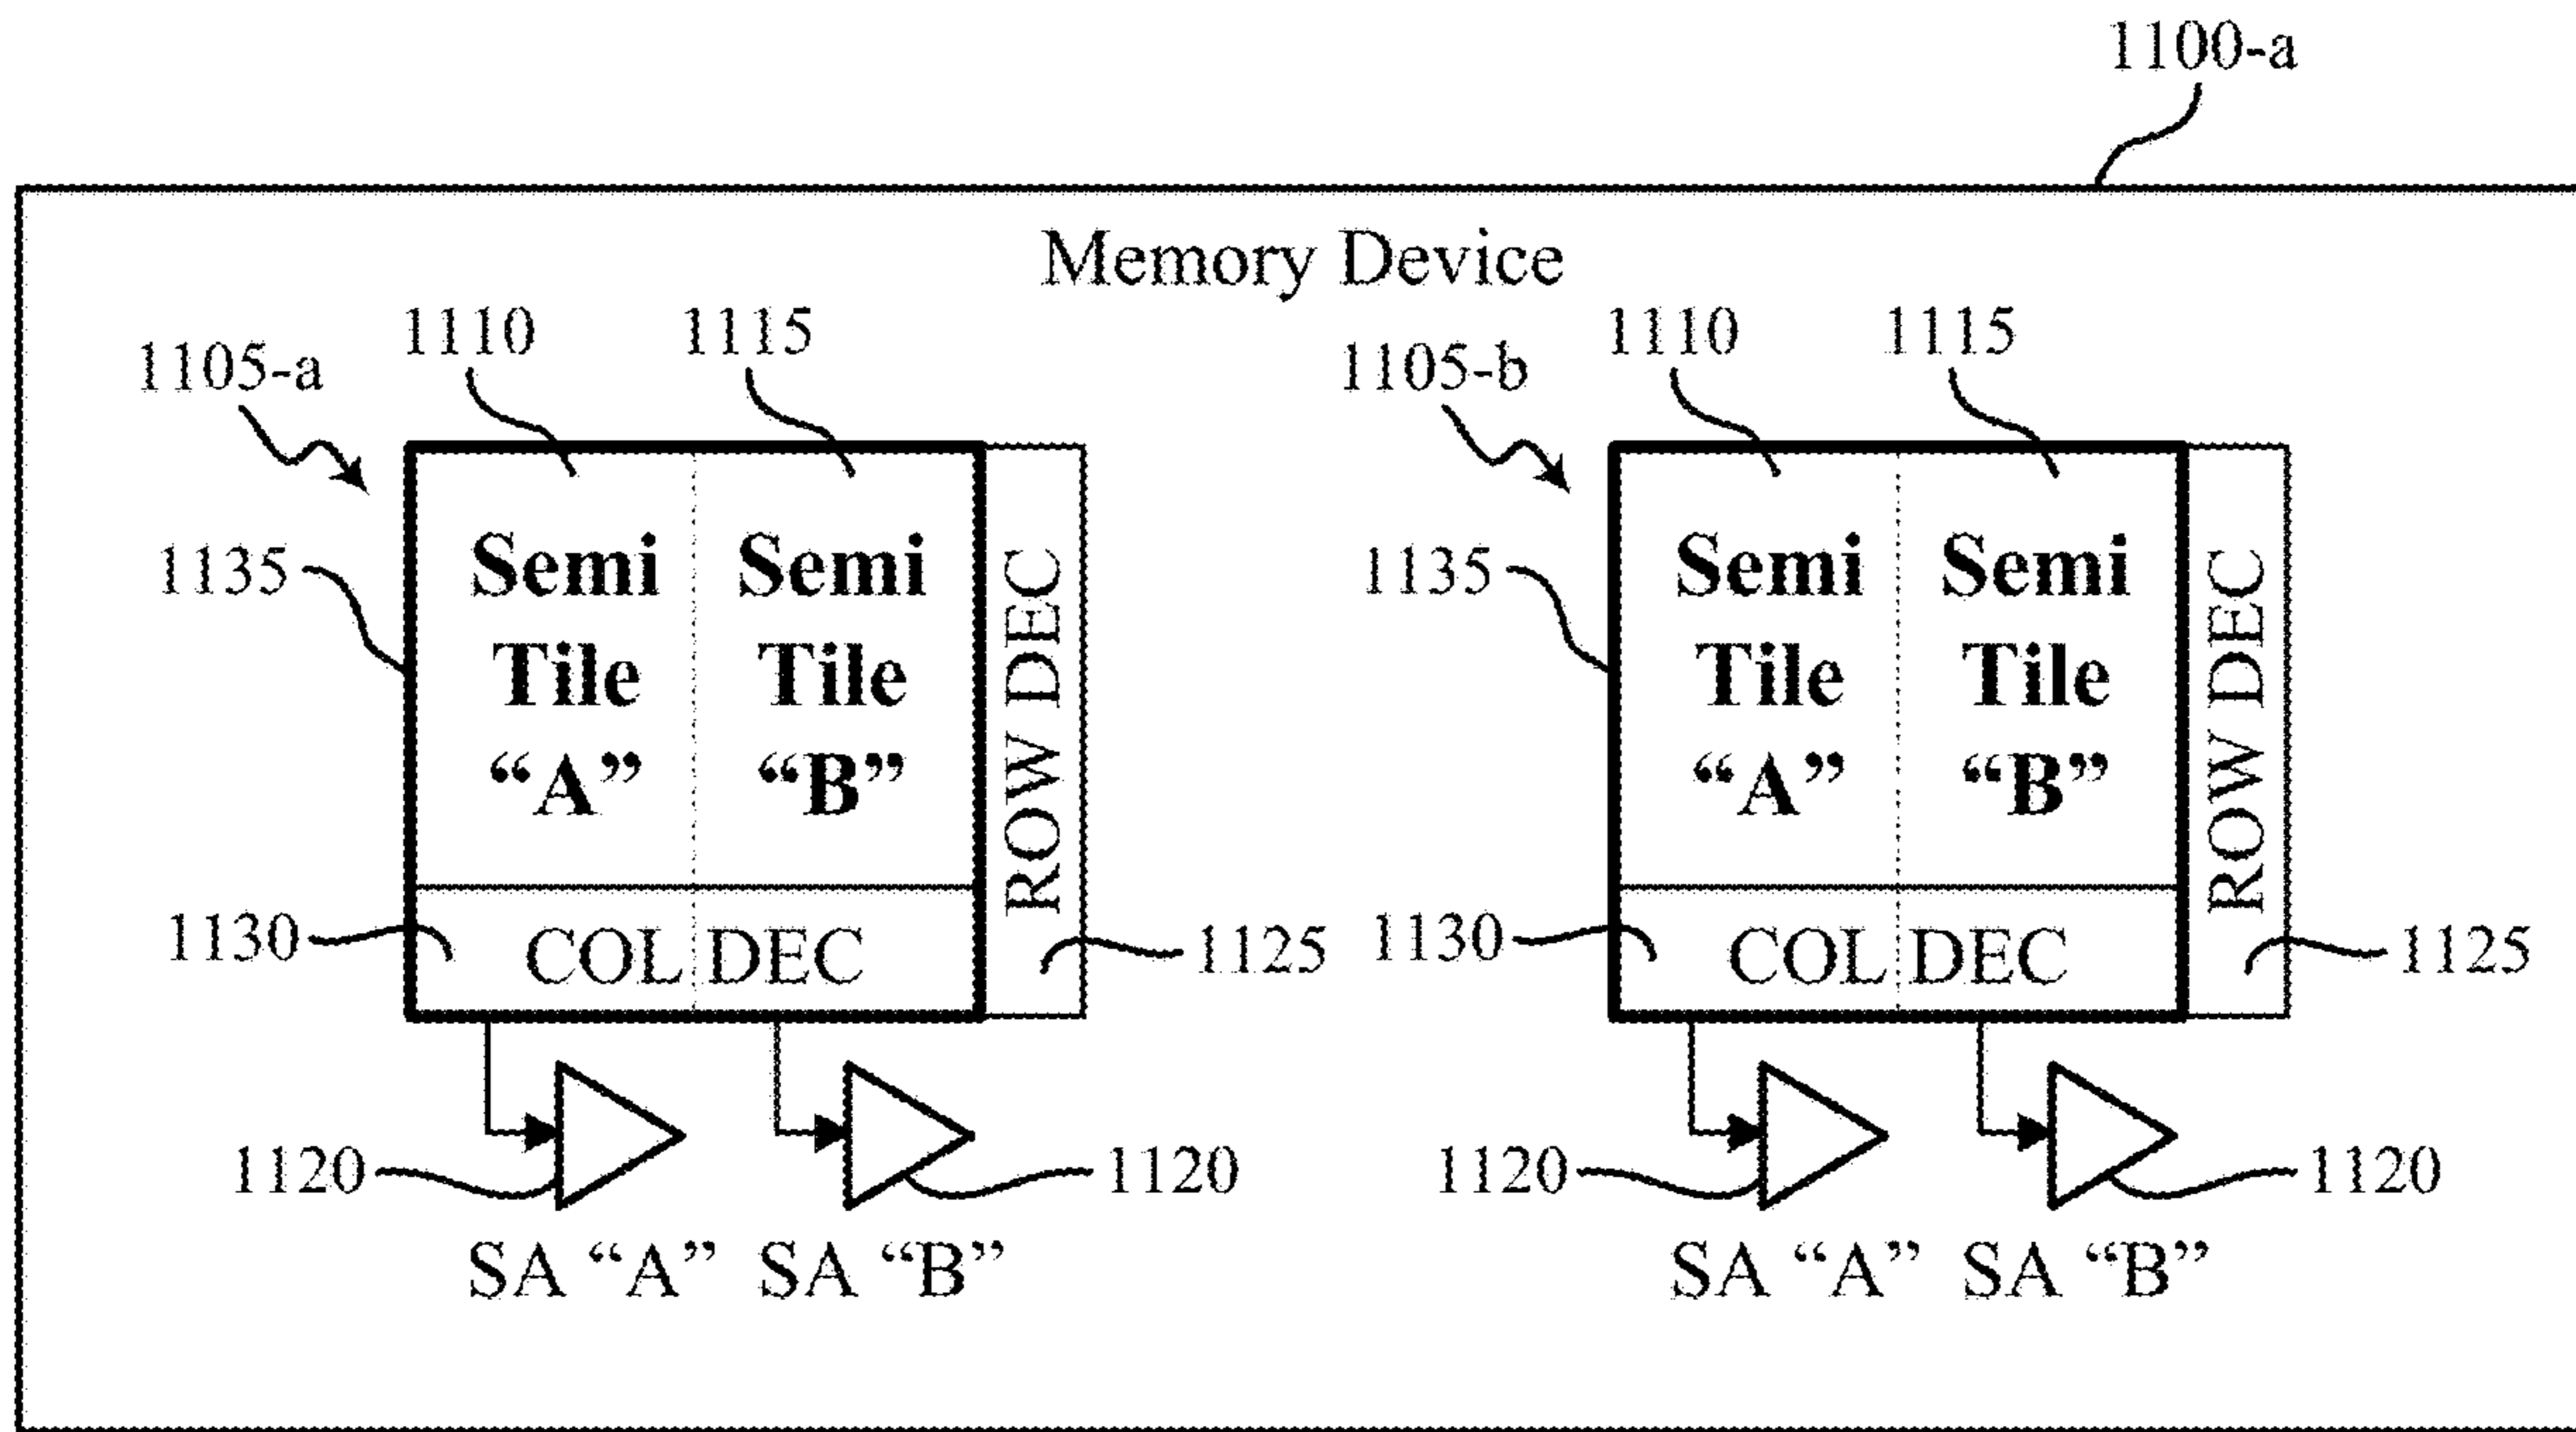 1100-a
Memory Device
1110 1115 1110 1115
1105-a 1105-b
1135 Semi Tile “A” Semi Tile “B” ROW DEC 1135 Semi Tile “A” Semi Tile “B” ROW DEC
1130 COL DEC 1125 1130 COL DEC 1125
1120 1120 1120 1120
SA “A” SA “B” SA “A” SA “B”